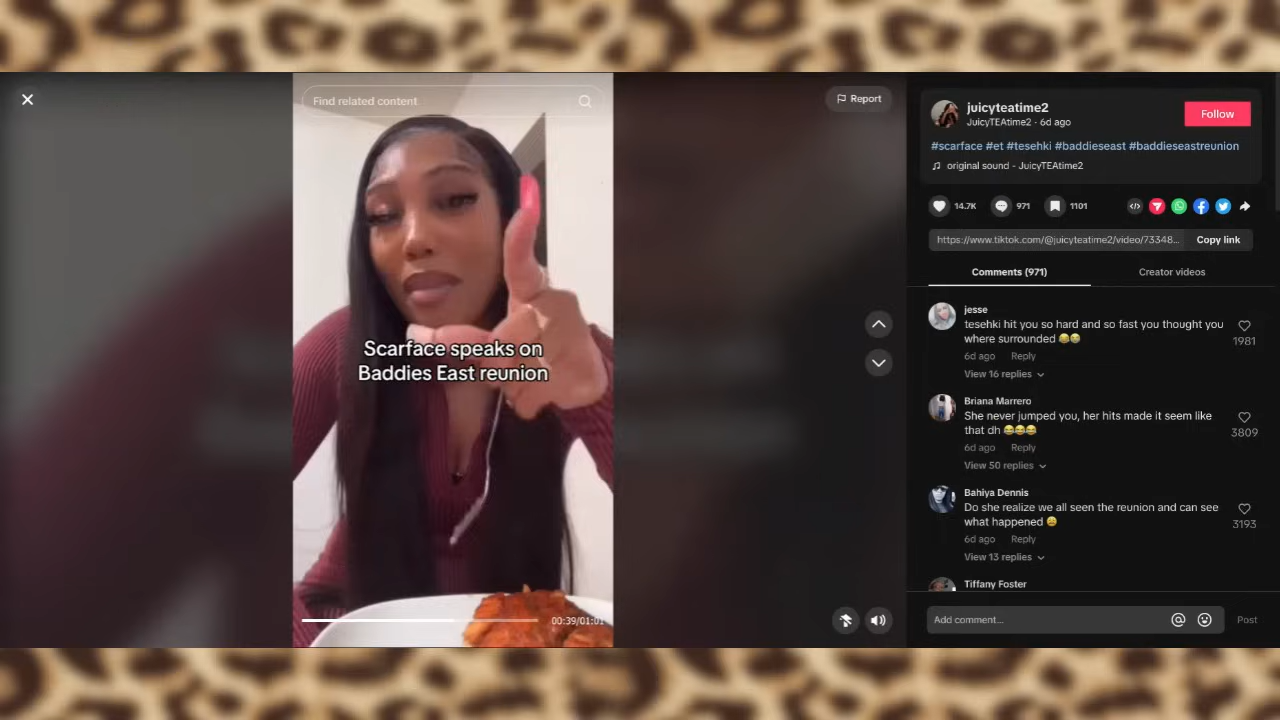 Find related content
Report
Scarface speaks on
Baddies East reunion
00:39/01:01
juicyteatime2
JuicyTEAtime2 · 6d ago
Follow
#scarface #et #tesehki #baddieseast #baddieseastreunion
original sound - JuicyTEAtime2
14.7K
971
1101
https://www.tiktok.com/@juicyteatime2/video/73348...
Copy link
Comments (971)
Creator videos
jesse
tesehki hit you so hard and so fast you thought you
where surrounded 😂😂
1981
6d ago
Reply
View 16 replies
Briana Marrero
She never jumped you, her hits made it seem like
that dh 😂😂😂
3809
6d ago
Reply
View 50 replies
Bahiya Dennis
Do she realize we all seen the reunion and can see
what happened 😩
3193
6d ago
Reply
View 13 replies
Tiffany Foster
Add comment...
Post